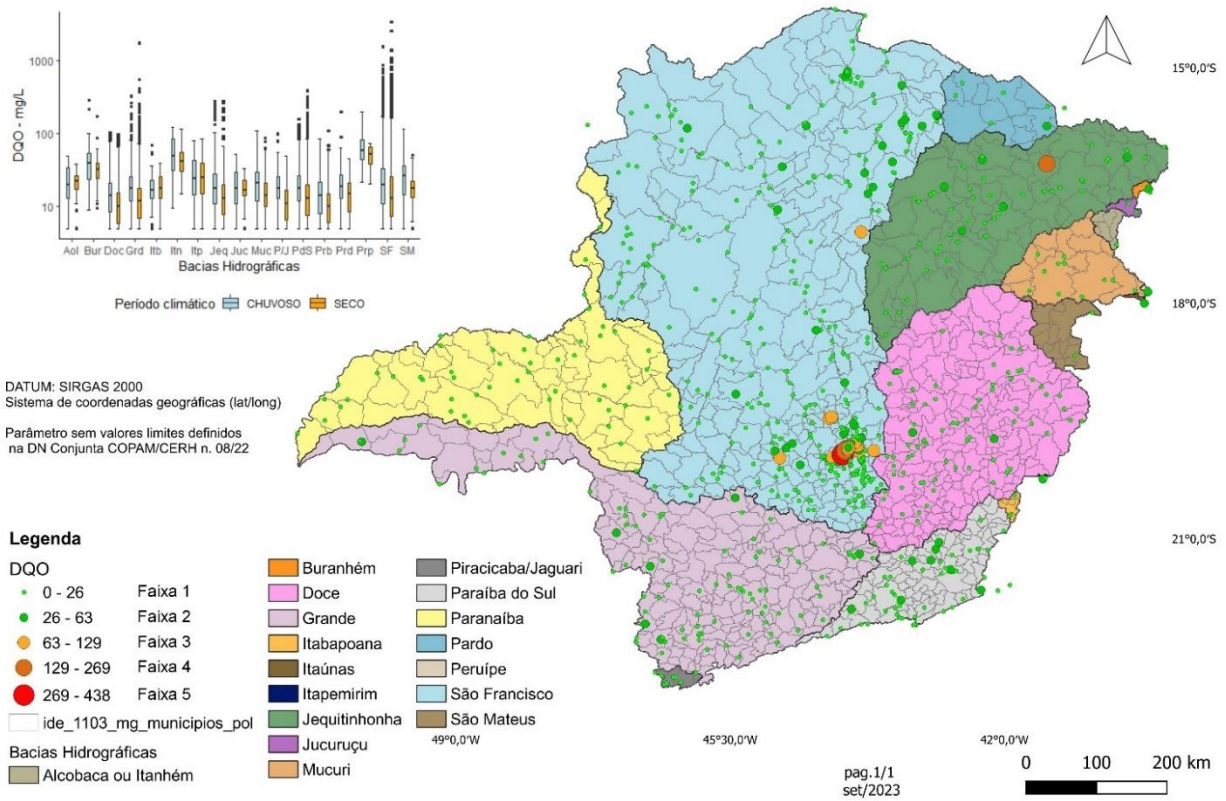 1000
100
10
DQO - mg/L
Aol Bur Doc Grd Itb Itn Itp Jeq Juc Muc P/J PdS Prb Prd Prp SF SM
Bacias Hidrográficas
Período climático CHUVOSO SECO
15°0,0'S
18°0,0'S
21°0,0'S
DATUM: SIRGAS 2000
Sistema de coordenadas geográficas (lat/long)
Parâmetro sem valores limites definidos
na DN Conjunta COPAM/CERH n. 08/22
Legenda
DQO
0 - 26 Faixa 1
26 - 63 Faixa 2
63 - 129 Faixa 3
129 - 269 Faixa 4
269 - 438 Faixa 5
ide_1103_mg_municipios_pol
Bacias Hidrográficas
Alcobaca ou Itanhém
Buranhém
Doce
Grande
Itabapoana
Itaúnas
Itapemirim
Jequitinhonha
Jucuruçu
Mucuri
Piracicaba/Jaguari
Paraíba do Sul
Paranaíba
Pardo
Peruípe
São Francisco
São Mateus
49°0,0'W 45°30,0'W 42°0,0'W
pag.1/1
set/2023
0 100 200 km